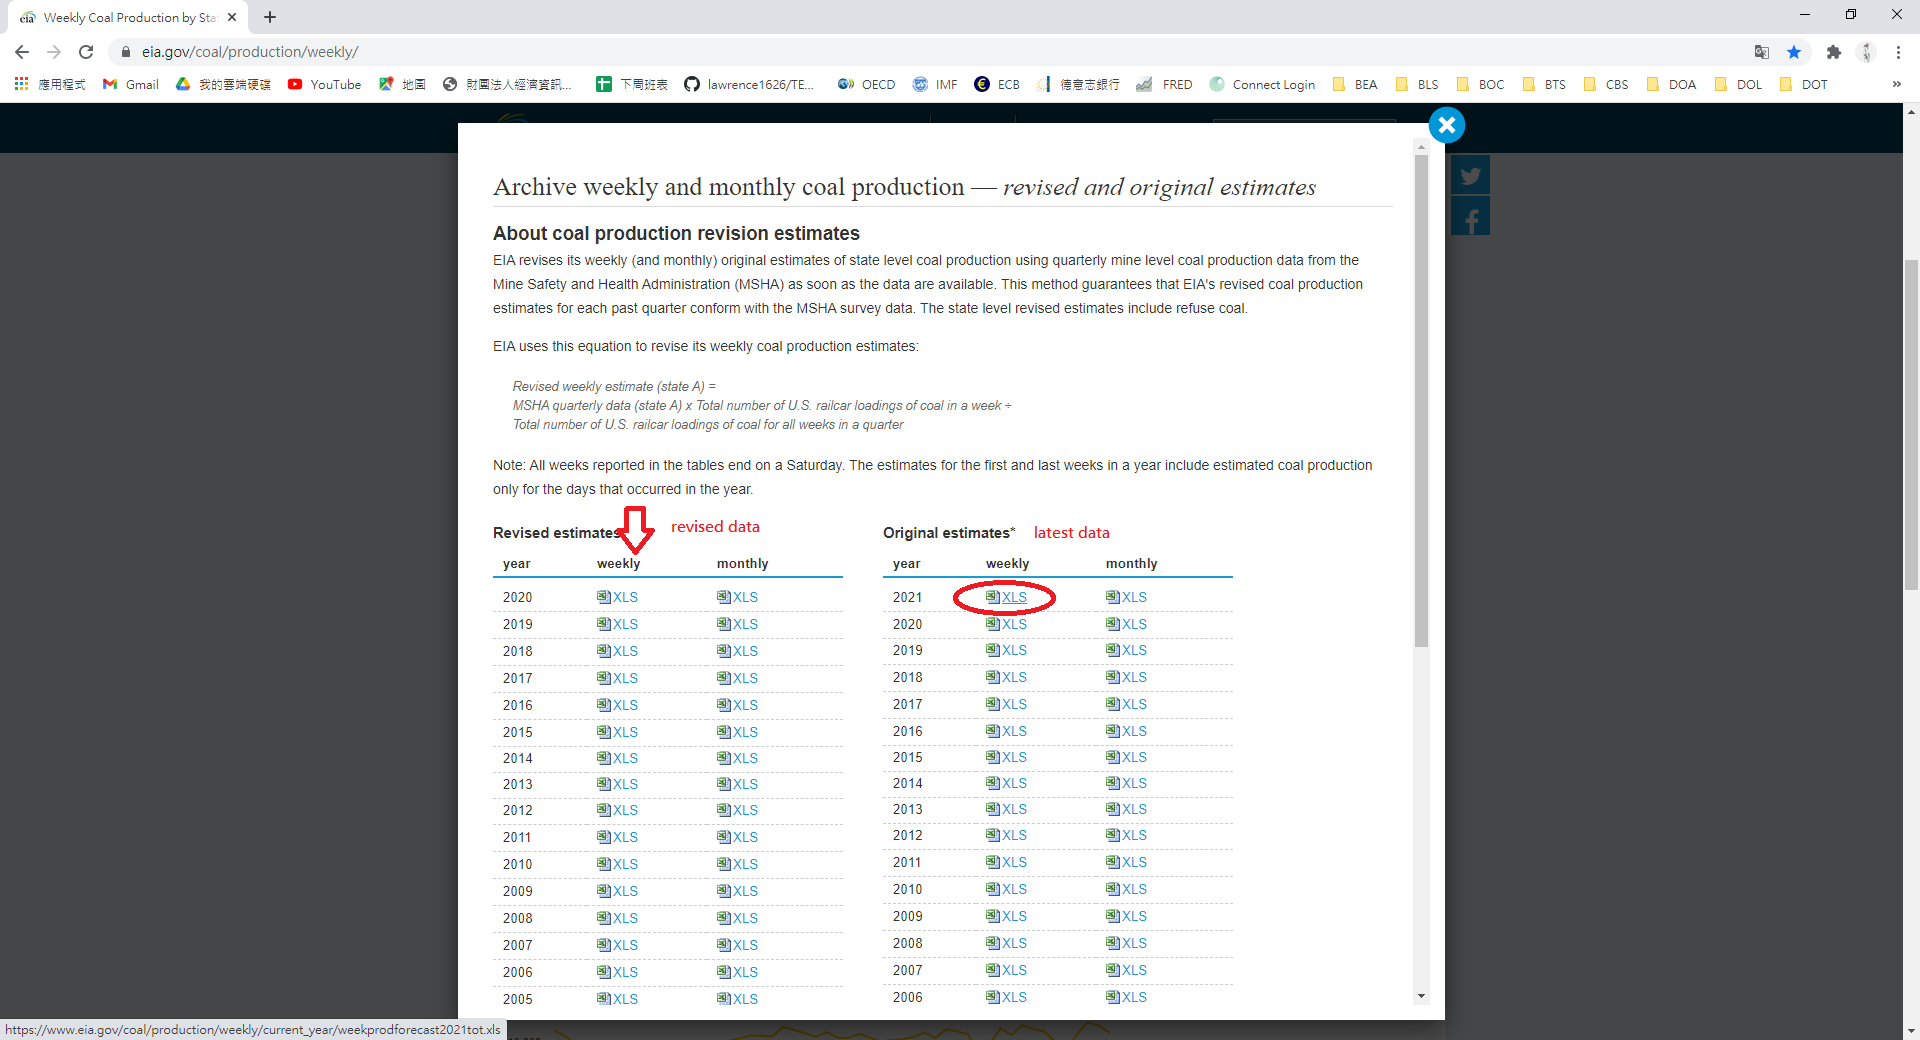 Weekly Coal Production by Sta
eia.gov/coal/production/weekly/
應用程式 Gmail 我的雲端硬碟 YouTube 地圖 財團法人經濟資訊... 下周班表 lawrence1626/TE... OECD IMF ECB 德意志銀行 FRED Connect Login BEA BLS BOC BTS CBS DOA DOL DOT »
Archive weekly and monthly coal production — revised and original estimates
About coal production revision estimates
EIA revises its weekly (and monthly) original estimates of state level coal production using quarterly mine level coal production data from the
Mine Safety and Health Administration (MSHA) as soon as the data are available. This method guarantees that EIA's revised coal production
estimates for each past quarter conform with the MSHA survey data. The state level revised estimates include refuse coal.
EIA uses this equation to revise its weekly coal production estimates:
Revised weekly estimate (state A) =
MSHA quarterly data (state A) x Total number of U.S. railcar loadings of coal in a week ÷
Total number of U.S. railcar loadings of coal for all weeks in a quarter
Note: All weeks reported in the tables end on a Saturday. The estimates for the first and last weeks in a year include estimated coal production
only for the days that occurred in the year.
Revised estimates revised data
year weekly monthly
2020 XLS XLS
2019 XLS XLS
2018 XLS XLS
2017 XLS XLS
2016 XLS XLS
2015 XLS XLS
2014 XLS XLS
2013 XLS XLS
2012 XLS XLS
2011 XLS XLS
2010 XLS XLS
2009 XLS XLS
2008 XLS XLS
2007 XLS XLS
2006 XLS XLS
2005 XLS XLS
Original estimates* latest data
year weekly monthly
2021 XLS XLS
2020 XLS XLS
2019 XLS XLS
2018 XLS XLS
2017 XLS XLS
2016 XLS XLS
2015 XLS XLS
2014 XLS XLS
2013 XLS XLS
2012 XLS XLS
2011 XLS XLS
2010 XLS XLS
2009 XLS XLS
2008 XLS XLS
2007 XLS XLS
2006 XLS XLS
https://www.eia.gov/coal/production/weekly/current_year/weekprodforecast2021tot.xls